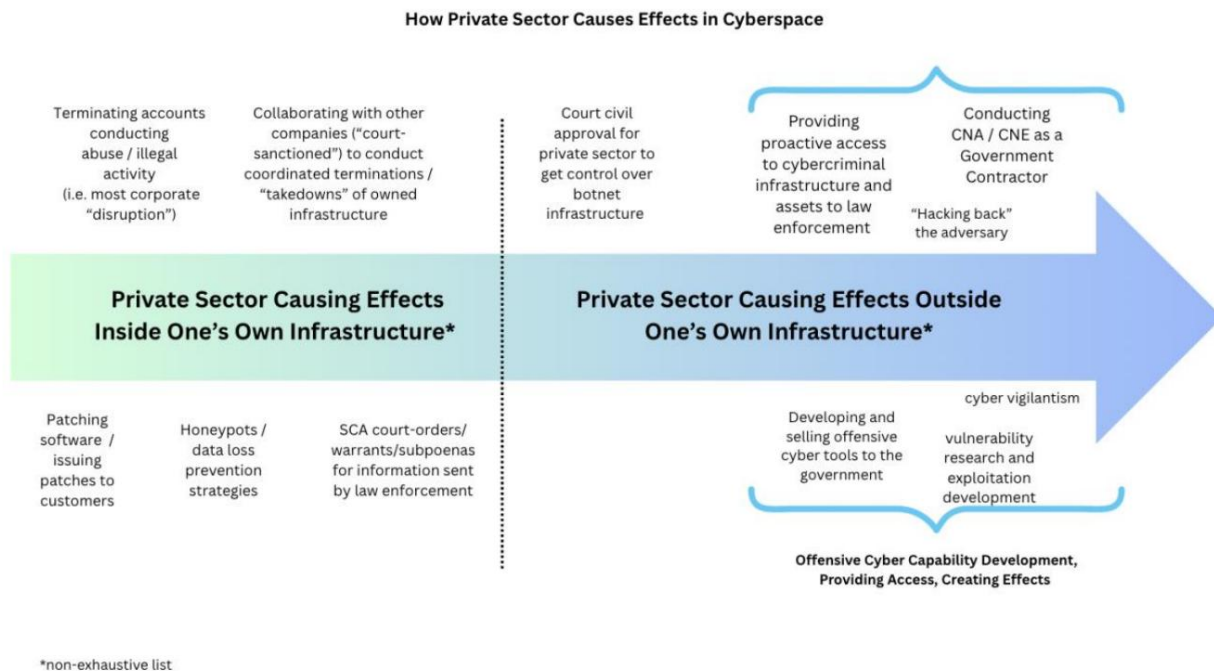 How Private Sector Causes Effects in Cyberspace
Terminating accounts
conducting
abuse / illegal
activity
(i.e. most corporate
“disruption”)
Collaborating with other
companies (“court-
sanctioned”) to conduct
coordinated terminations /
“takedowns” of owned
infrastructure
Court civil
approval for
private sector to
get control over
botnet
infrastructure
Providing
proactive access
to cybercriminal
infrastructure and
assets to law
enforcement
Conducting
CNA / CNE as a
Government
Contractor
“Hacking back”
the adversary
Private Sector Causing Effects
Inside One’s Own Infrastructure*
Private Sector Causing Effects Outside
One’s Own Infrastructure*
Patching
software /
issuing
patches to
customers
Honeypots /
data loss
prevention
strategies
SCA court-orders/
warrants/subpoenas
for information sent
by law enforcement
Developing and
selling offensive
cyber tools to the
government
cyber vigilantism
vulnerability
research and
exploitation
development
Offensive Cyber Capability Development,
Providing Access, Creating Effects
*non-exhaustive list